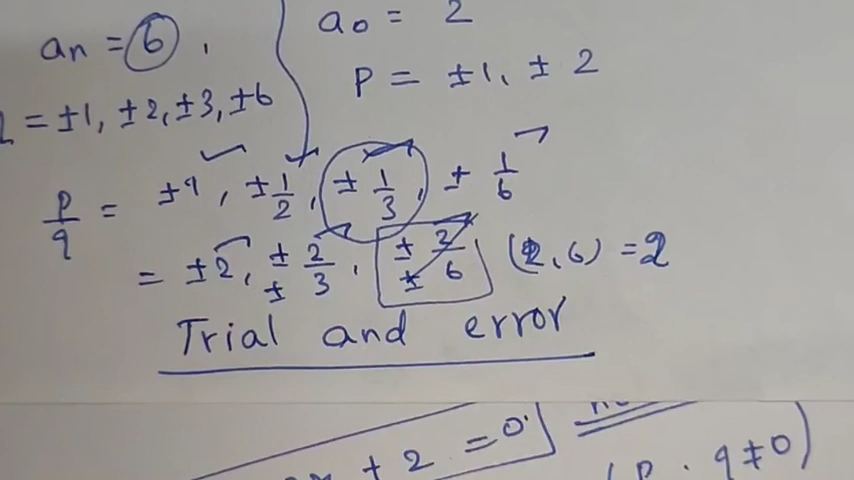 an = 6,
a0 = 2
= ±1, ±2, ±3, ±6
P = ±1, ± 2
p/q = ±1, ±1/2, ± 1/3, ± 1/6
= ±2, ± ± 2/3, ± 2/± 6 (2, 6) = 2
Trial and error
+ 2 = 0
(p . q ≠ 0)